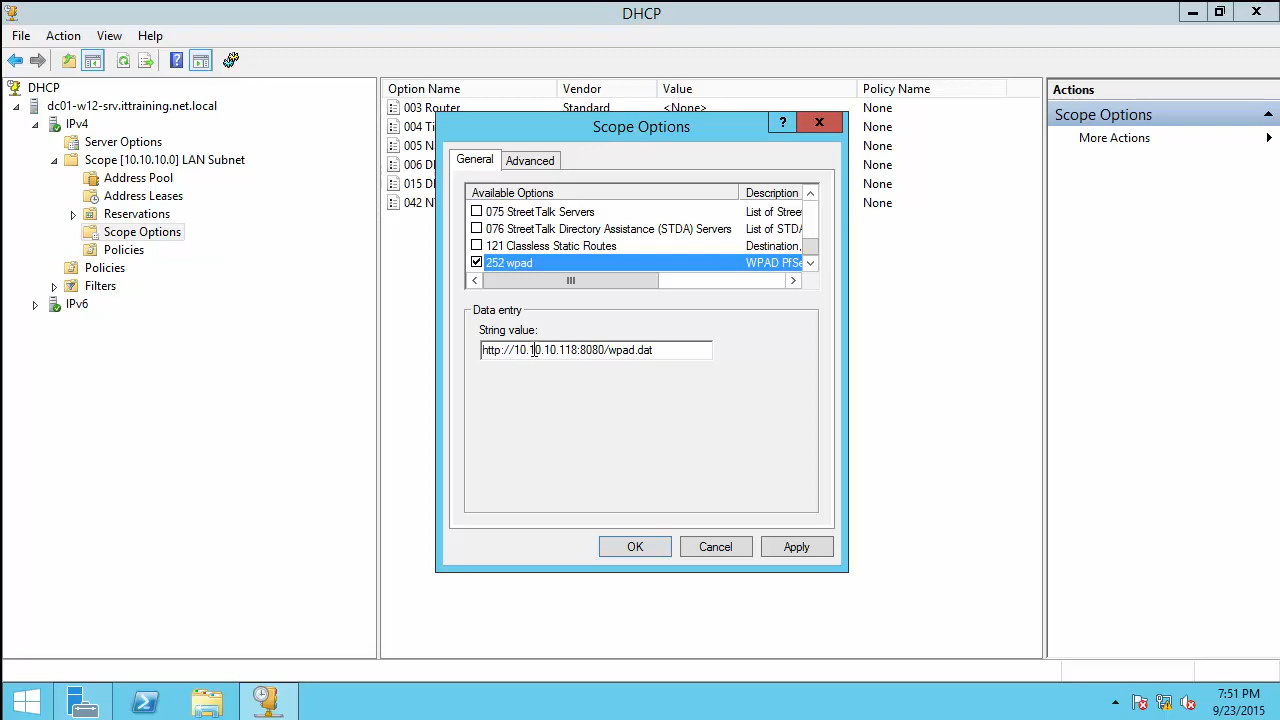 DHCP
File Action View Help
DHCP
dc01-w12-srv.ittraining.net.local
IPv4
Server Options
Scope [10.10.10.0] LAN Subnet
Address Pool
Address Leases
Reservations
Scope Options
Policies
Policies
Filters
IPv6
Option Name Vendor Value Policy Name
003 Router Standard <None> None
004 Ti None
005 N None
006 D None
015 D None
042 N None
Scope Options
?
General Advanced
Available Options Description
075 StreetTalk Servers List of Stree
076 StreetTalk Directory Assistance (STDA) Servers List of STDA
121 Classless Static Routes Destination,
252 wpad WPAD PfSe
Data entry
String value:
http://10.10.10.118:8080/wpad.dat
OK Cancel Apply
Actions
Scope Options
More Actions
7:51 PM
9/23/2015